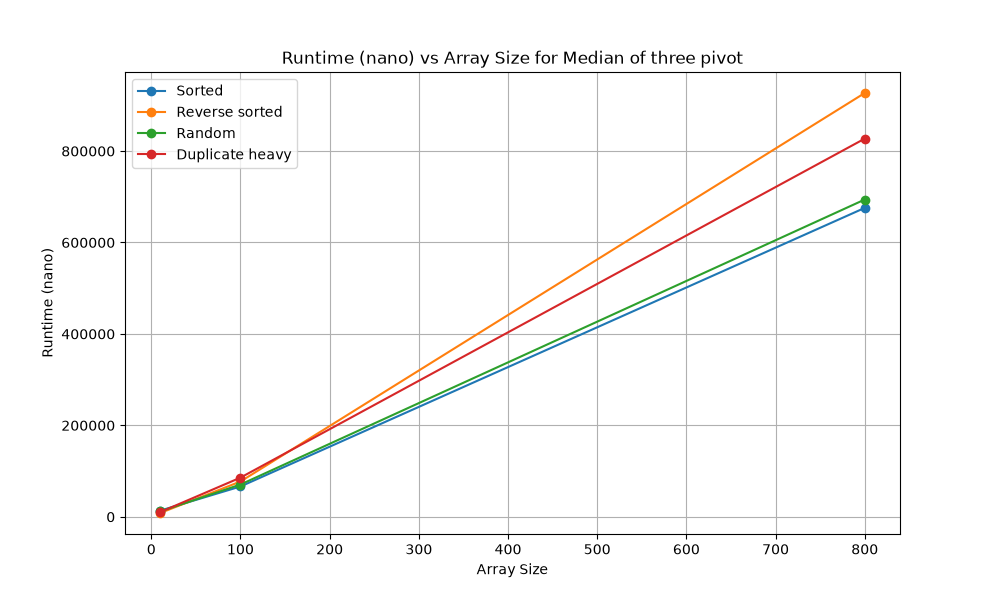 Runtime (nano) vs Array Size for Median of three pivot
Sorted
Reverse sorted
Random
Duplicate heavy
800000
600000
400000
200000
0
Runtime (nano)
0 100 200 300 400 500 600 700 800
Array Size